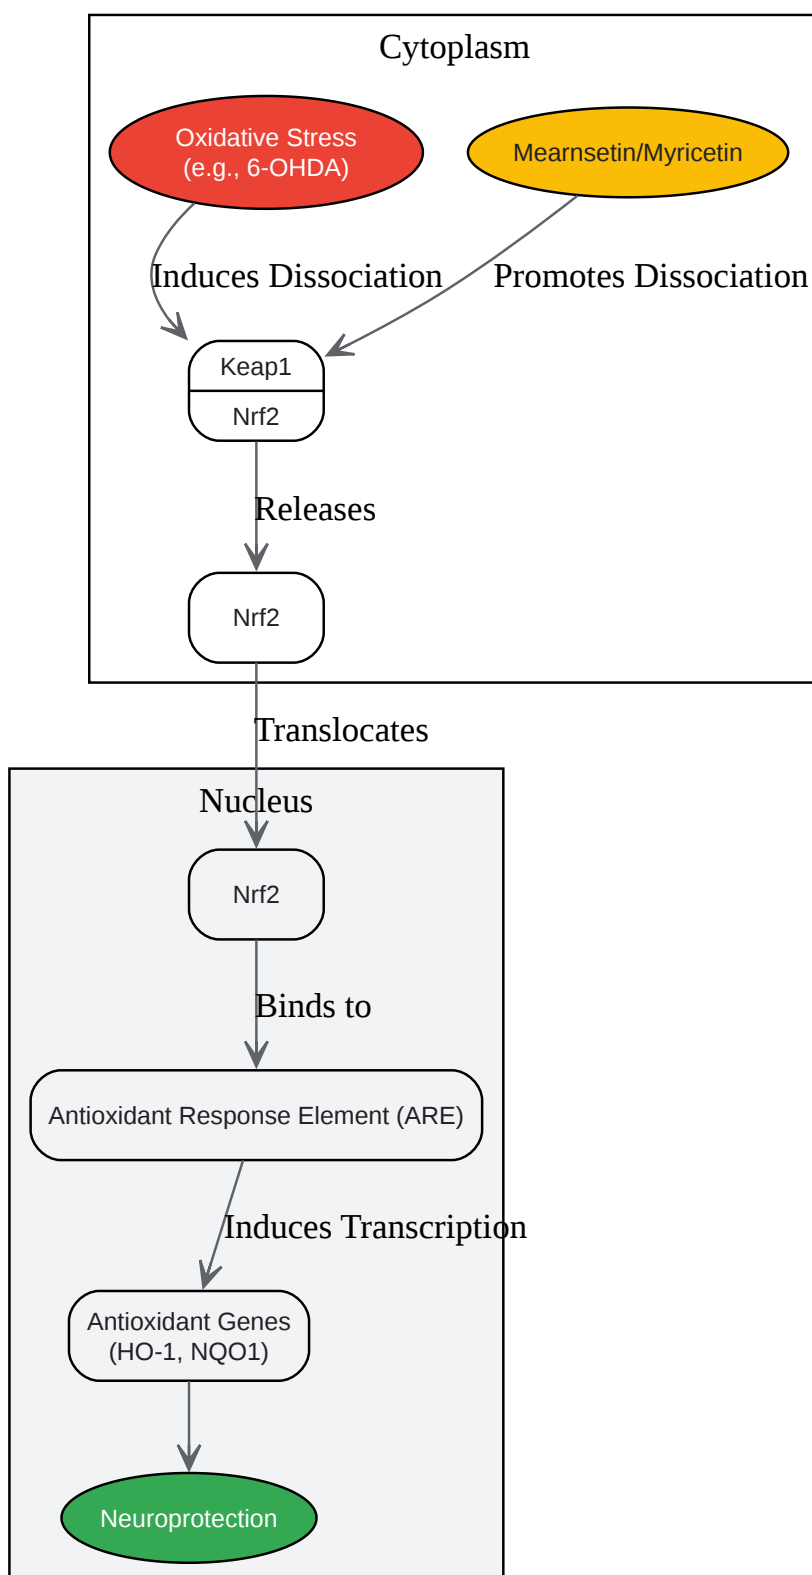 Cytoplasm
Oxidative Stress
(e.g., 6-OHDA)
Mearnsetin/Myricetin
Induces Dissociation
Promotes Dissociation
Keap1
Nrf2
Releases
Nrf2
Translocates
Nucleus
Nrf2
Binds to
Antioxidant Response Element (ARE)
Induces Transcription
Antioxidant Genes
(HO-1, NQO1)
Neuroprotection